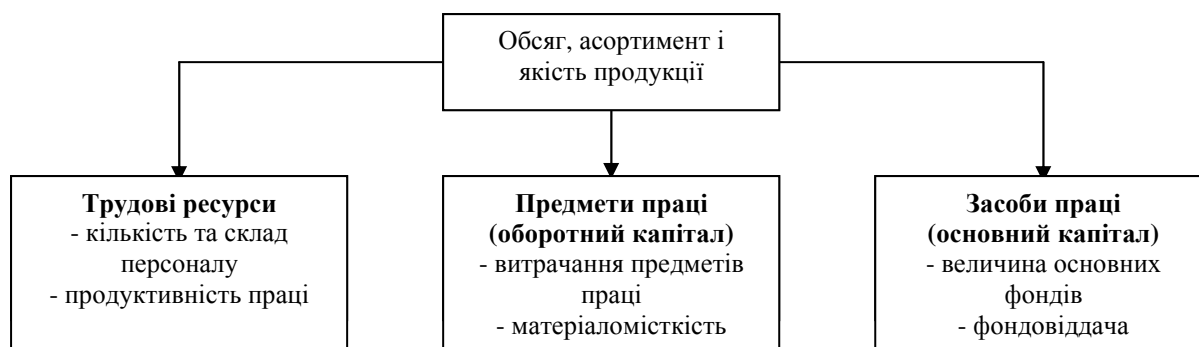 Обсяг, асортимент і
якість продукції
Трудові ресурси
- кількість та склад
персоналу
- продуктивність праці
Предмети праці
(оборотний капітал)
- витрачання предметів
праці
- матеріаломісткість
Засоби праці
(основний капітал)
- величина основних
фондів
- фондовіддача